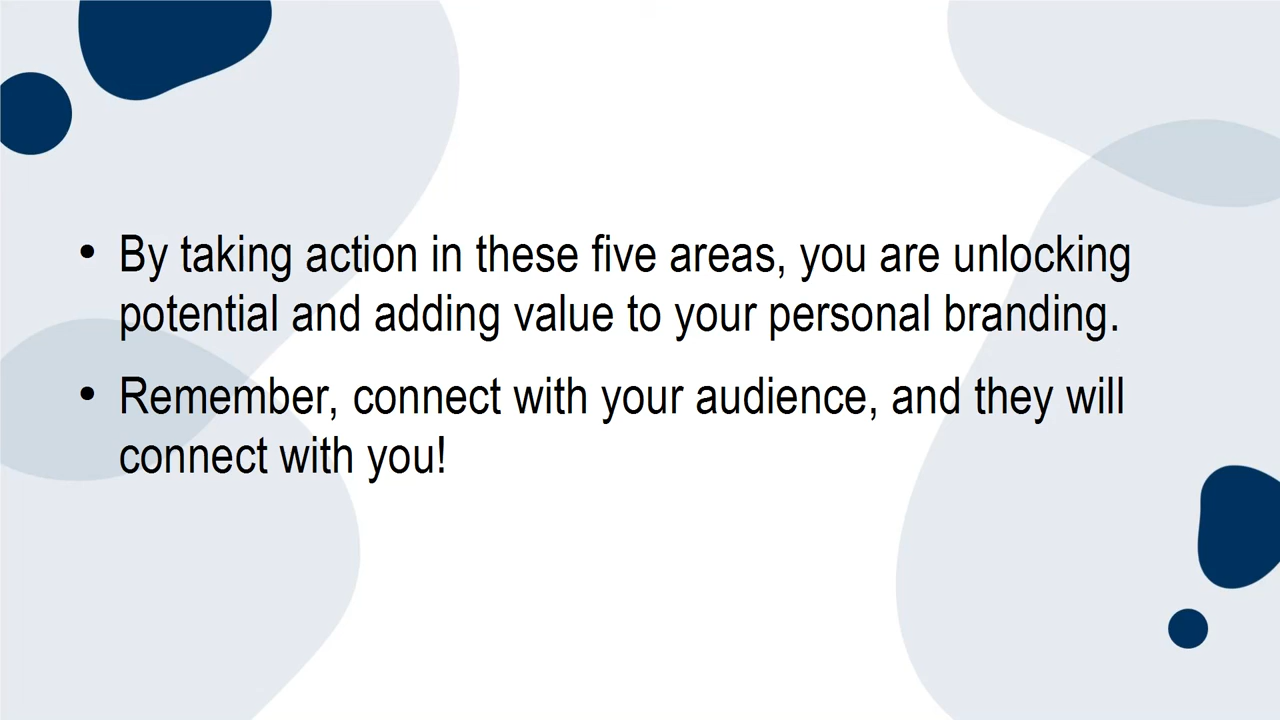 • By taking action in these five areas, you are unlocking
potential and adding value to your personal branding.
• Remember, connect with your audience, and they will
connect with you!